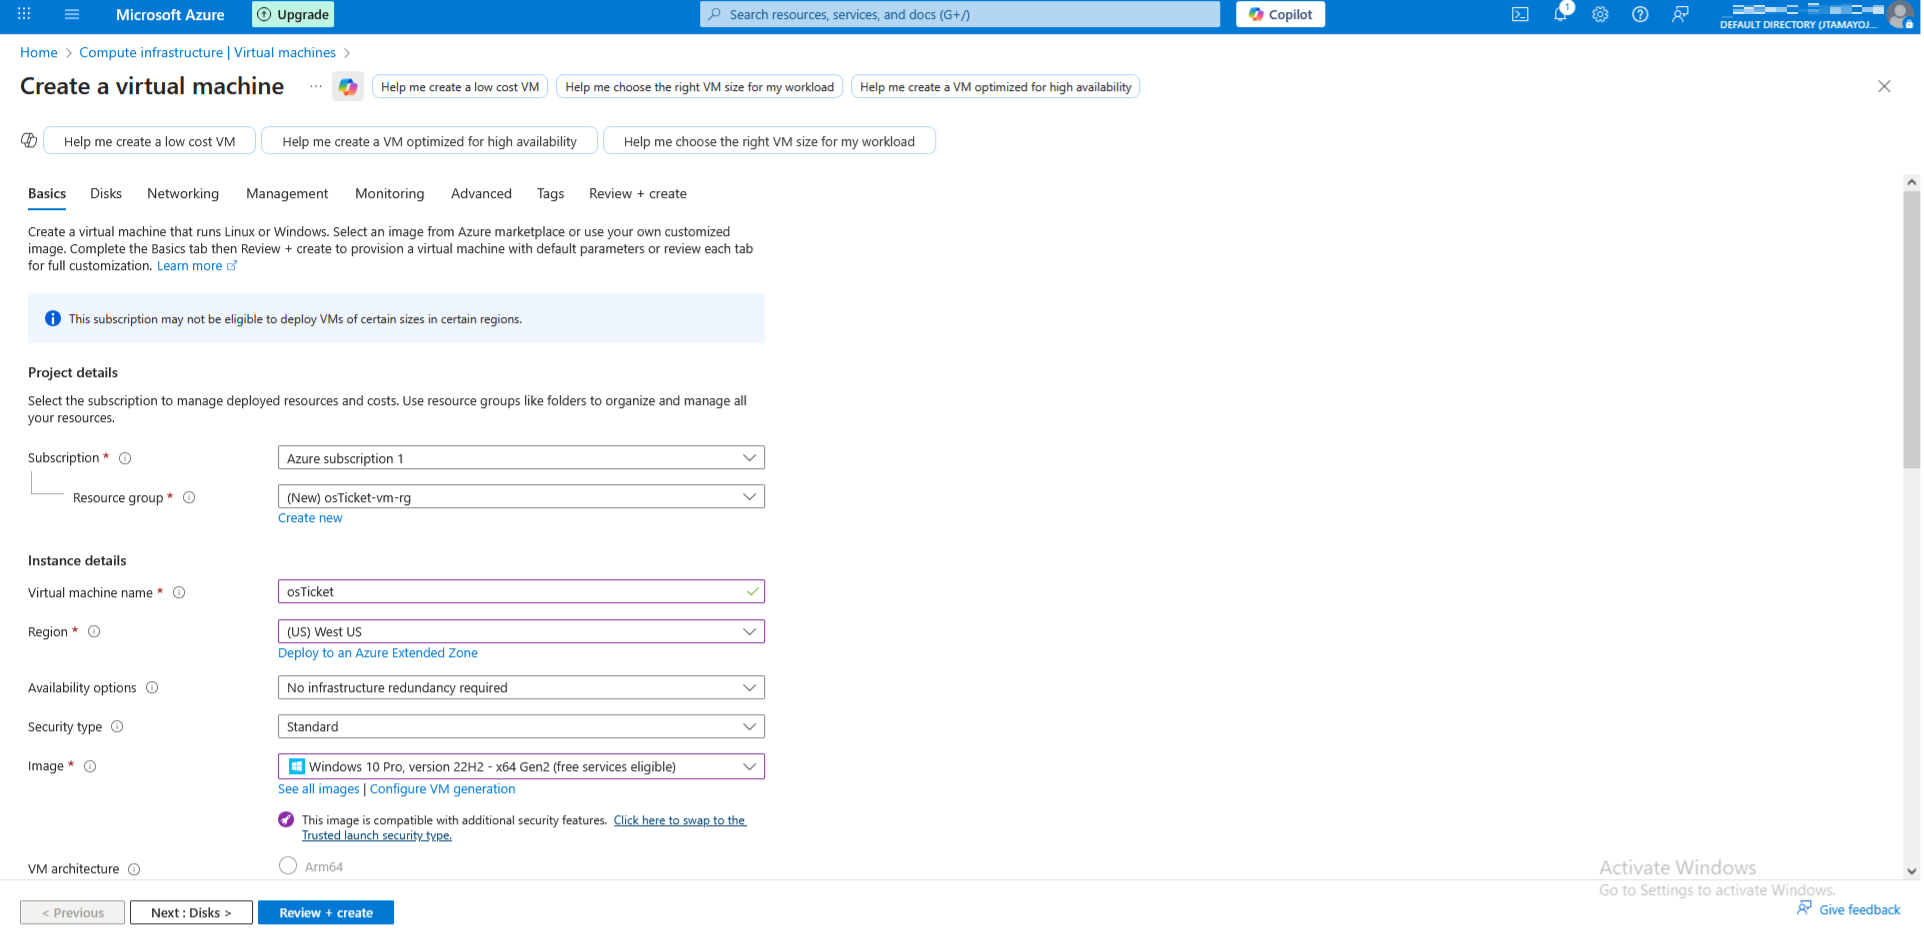 Microsoft Azure
Upgrade
Search resources, services, and docs (G+/)
Copilot
1
DEFAULT DIRECTORY (JTAMAYOJ...
Home > Compute infrastructure | Virtual machines >
Create a virtual machine ...
Help me create a low cost VM
Help me choose the right VM size for my workload
Help me create a VM optimized for high availability
Help me create a low cost VM
Help me create a VM optimized for high availability
Help me choose the right VM size for my workload
Basics
Disks
Networking
Management
Monitoring
Advanced
Tags
Review + create
Create a virtual machine that runs Linux or Windows. Select an image from Azure marketplace or use your own customized
image. Complete the Basics tab then Review + create to provision a virtual machine with default parameters or review each tab
for full customization. Learn more
This subscription may not be eligible to deploy VMs of certain sizes in certain regions.
Project details
Select the subscription to manage deployed resources and costs. Use resource groups like folders to organize and manage all
your resources.
Subscription *
Azure subscription 1
Resource group *
(New) osTicket-vm-rg
Create new
Instance details
Virtual machine name *
osTicket
Region *
(US) West US
Deploy to an Azure Extended Zone
Availability options
No infrastructure redundancy required
Security type
Standard
Image *
Windows 10 Pro, version 22H2 - x64 Gen2 (free services eligible)
See all images | Configure VM generation
This image is compatible with additional security features. Click here to swap to the
Trusted launch security type.
VM architecture
Arm64
Activate Windows
Go to Settings to activate Windows.
< Previous
Next : Disks >
Review + create
Give feedback